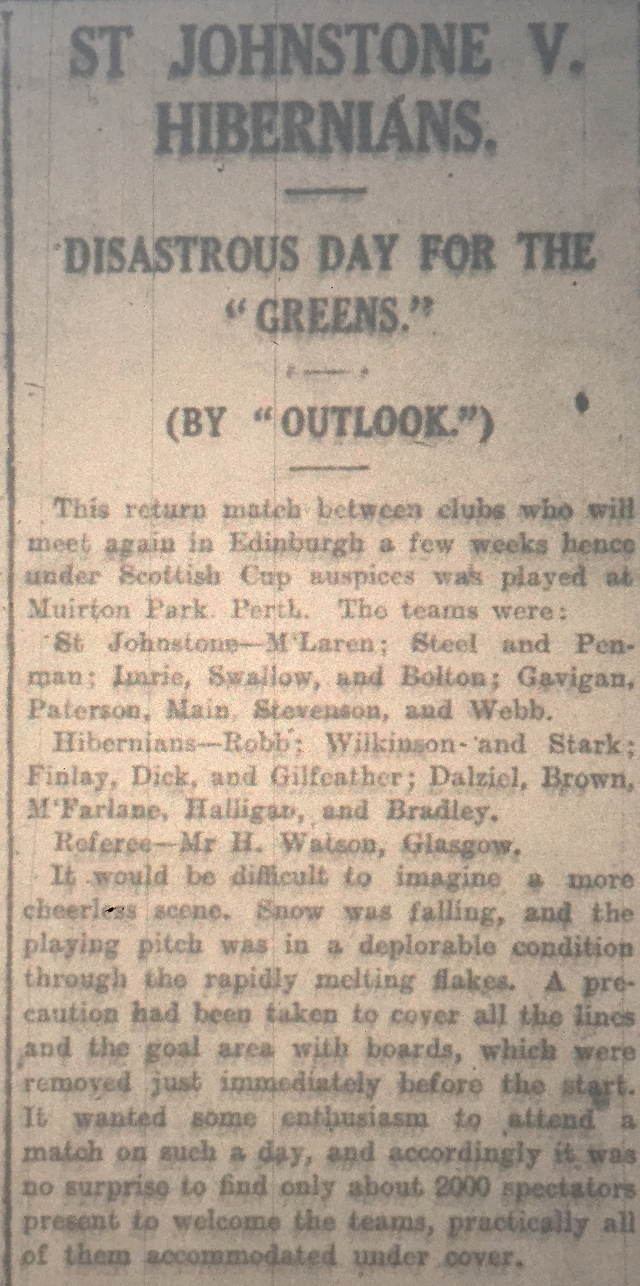 ST JOHNSTONE V.
HIBERNIANS.
DISASTROUS DAY FOR THE
“GREENS.”
(BY “OUTLOOK.”)
This return match between clubs who will
meet again in Edinburgh a few weeks hence
under Scottish Cup auspices was played at
Muirton Park. Perth. The teams were:
St Johnstone—M‘Laren; Steel and Pen-
man; Imrie, Swallow, and Bolton; Gavigan,
Paterson, Main, Stevenson, and Webb.
Hibernians—Robb; Wilkinson and Stark;
Finlay, Dick, and Gilfeather; Dalziel, Brown,
M‘Farlane, Halligan, and Bradley.
Referee—Mr H. Watson, Glasgow.
It would be difficult to imagine a more
cheerless scene. Snow was falling, and the
playing pitch was in a deplorable condition
through the rapidly melting flakes. A pre-
caution had been taken to cover all the lines
and the goal area with boards, which were
removed just immediately before the start.
It wanted some enthusiasm to attend a
match on such a day, and accordingly it was
no surprise to find only about 2000 spectators
present to welcome the teams, practically all
of them accommodated under cover.